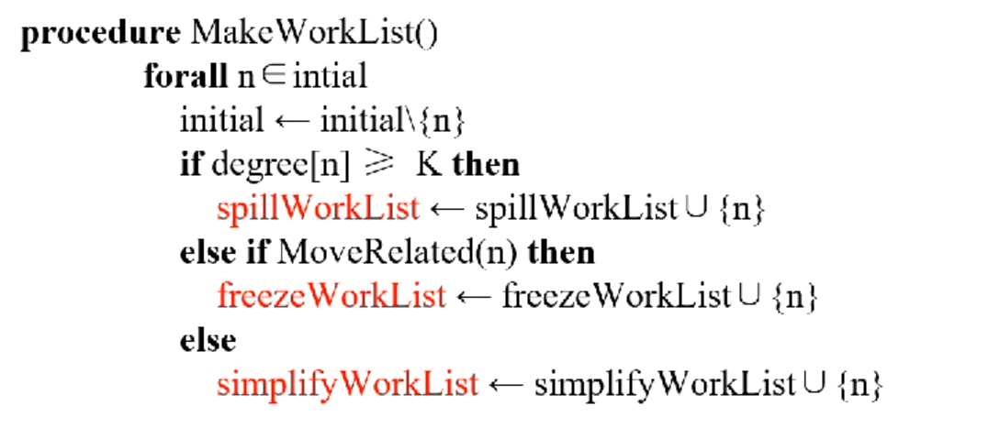 procedure MakeWorkList()
forall n ∈ intial
initial ← initial\{n}
if degree[n] ⩾ K then
spillWorkList ← spillWorkList ∪ {n}
else if MoveRelated(n) then
freezeWorkList ← freezeWorkList ∪ {n}
else
simplifyWorkList ← simplifyWorkList ∪ {n}